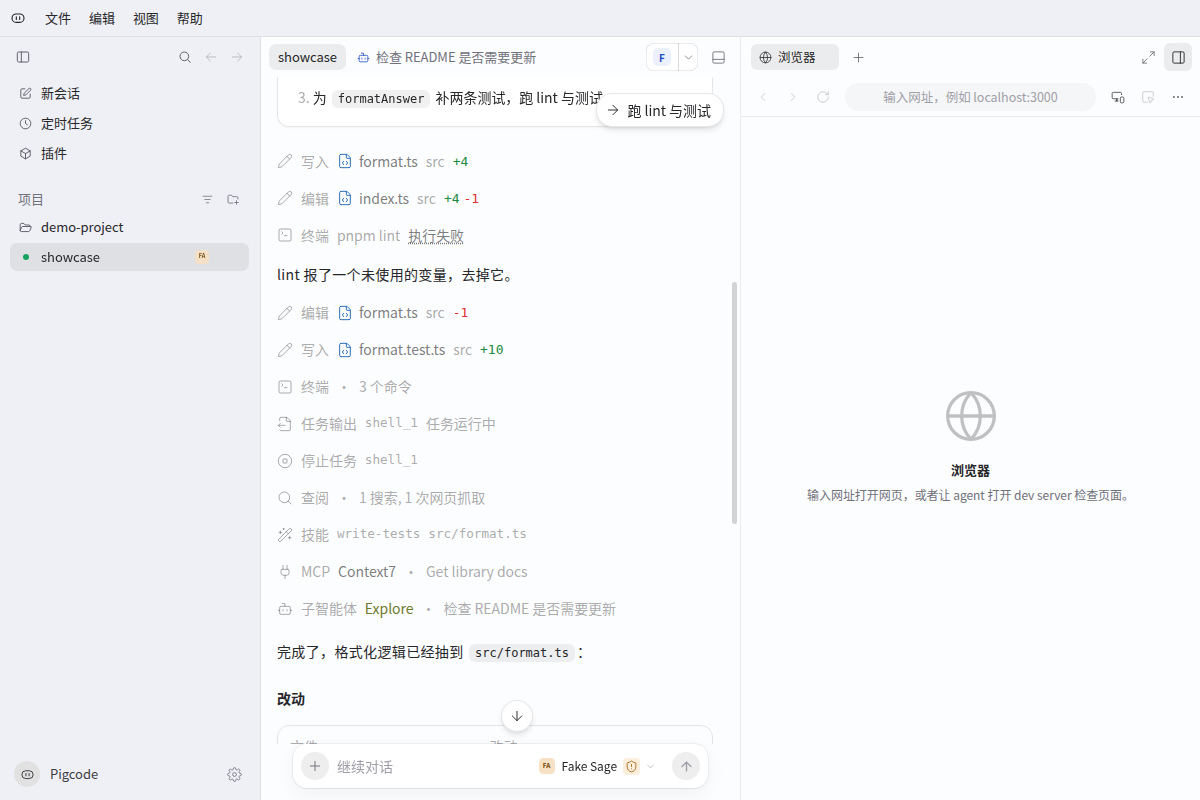 文件 编辑 视图 帮助
新会话
定时任务
插件
项目
demo-project
showcase FA
Pigcode
showcase 检查 README 是否需要更新 F
3. 为 formatAnswer 补两条测试，跑 lint 与测试
跑 lint 与测试
写入 format.ts src +4
编辑 index.ts src +4 -1
终端 pnpm lint 执行失败
lint 报了一个未使用的变量，去掉它。
编辑 format.ts src -1
写入 format.test.ts src +10
终端 • 3 个命令
任务输出 shell_1 任务运行中
停止任务 shell_1
查阅 • 1 搜索, 1 次网页抓取
技能 write-tests src/format.ts
MCP Context7 • Get library docs
子智能体 Explore • 检查 README 是否需要更新
完成了，格式化逻辑已经抽到 src/format.ts：
改动
文件 改动
继续对话 FA Fake Sage
浏览器
输入网址，例如 localhost:3000
浏览器
输入网址打开网页，或者让 agent 打开 dev server 检查页面。